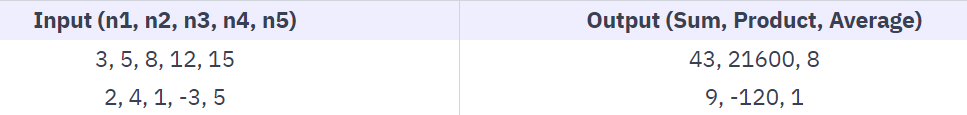 Input (n1, n2, n3, n4, n5) Output (Sum, Product, Average)
3, 5, 8, 12, 15 43, 21600, 8
2, 4, 1, -3, 5 9, -120, 1